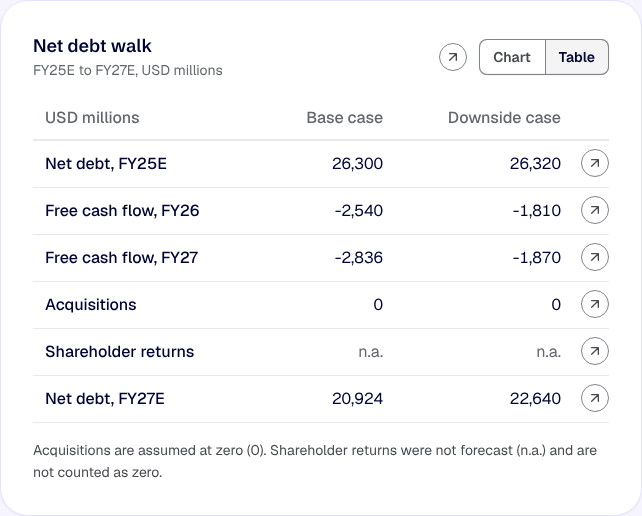 Net debt walk
FY25E to FY27E, USD millions
Chart Table
USD millions Base case Downside case
Net debt, FY25E 26,300 26,320
Free cash flow, FY26 -2,540 -1,810
Free cash flow, FY27 -2,836 -1,870
Acquisitions 0 0
Shareholder returns n.a. n.a.
Net debt, FY27E 20,924 22,640
Acquisitions are assumed at zero (0). Shareholder returns were not forecast (n.a.) and are
not counted as zero.